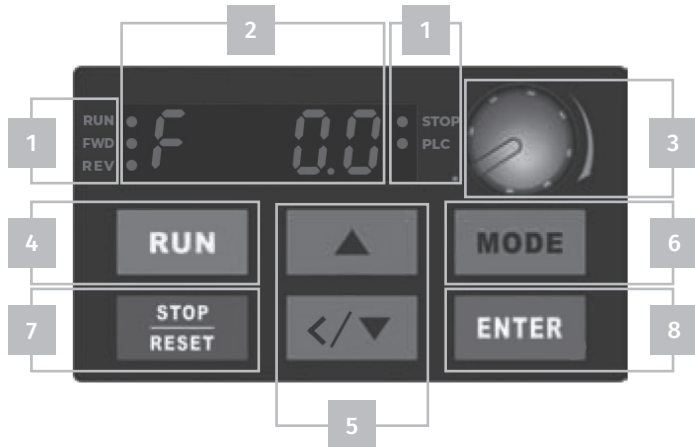 2
1
1
RUN
FWD
REV
F 0.0
STOP
PLC
3
4
RUN
MODE
6
7
STOP
RESET
</▼
ENTER
8
5